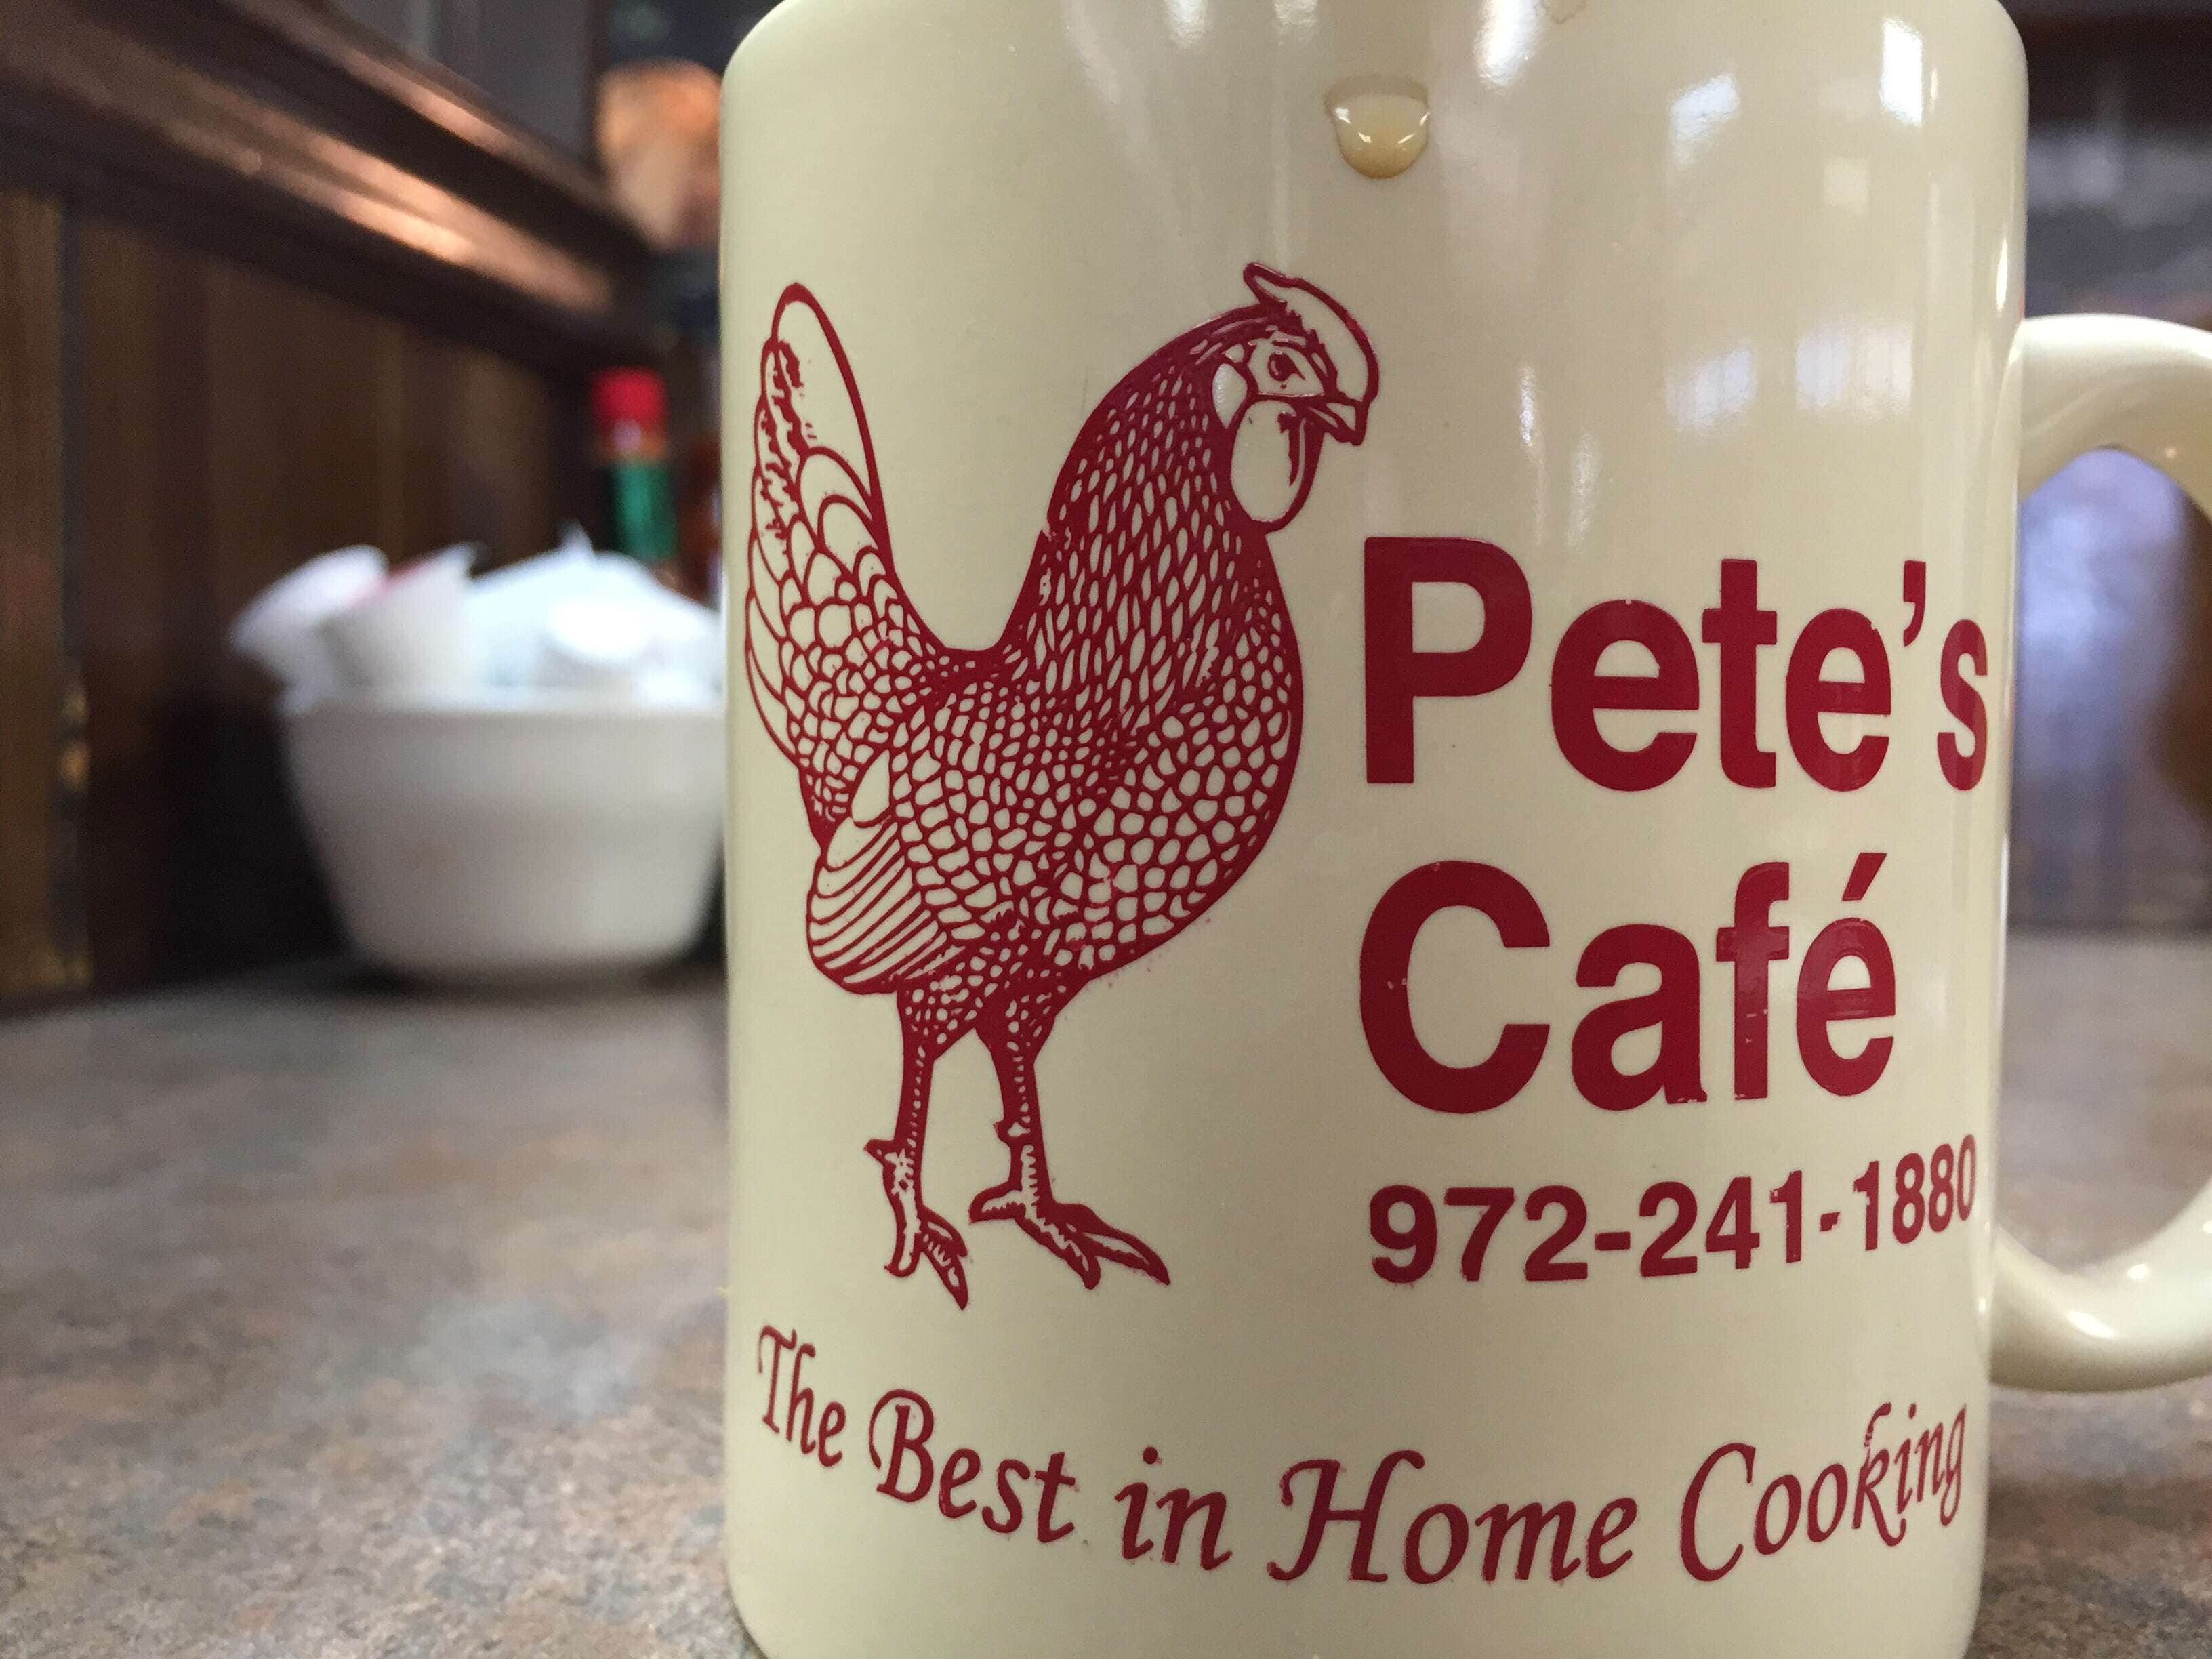 Pete's
Café
972-241-1880
The Best in Home Cooking